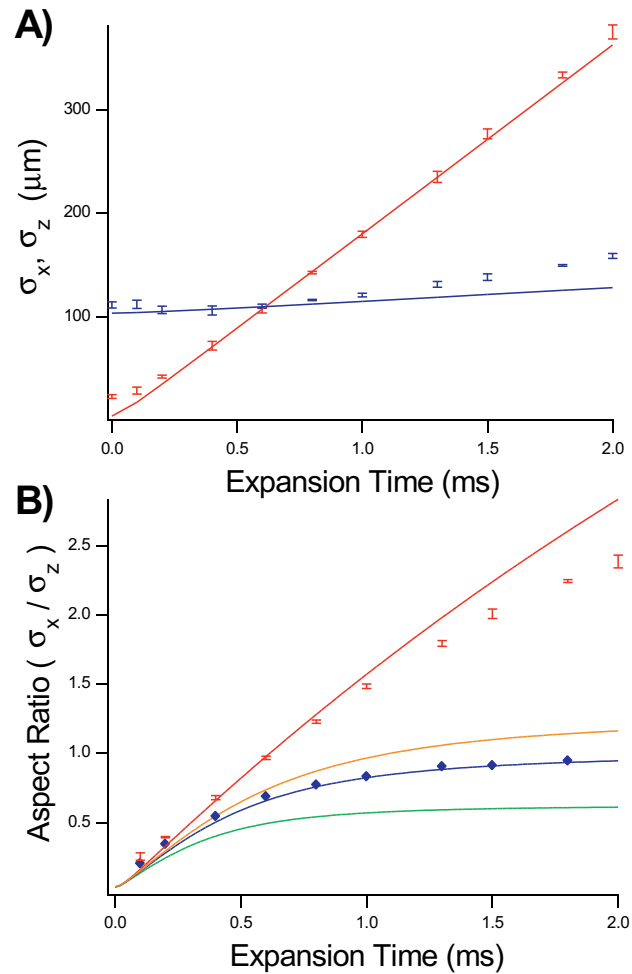 A)
300
200
100
σx, σz (μm)
0.0 0.5 1.0 1.5 2.0
Expansion Time (ms)
B)
2.5
2.0
1.5
1.0
0.5
Aspect Ratio ( σx / σz )
0.0 0.5 1.0 1.5 2.0
Expansion Time (ms)